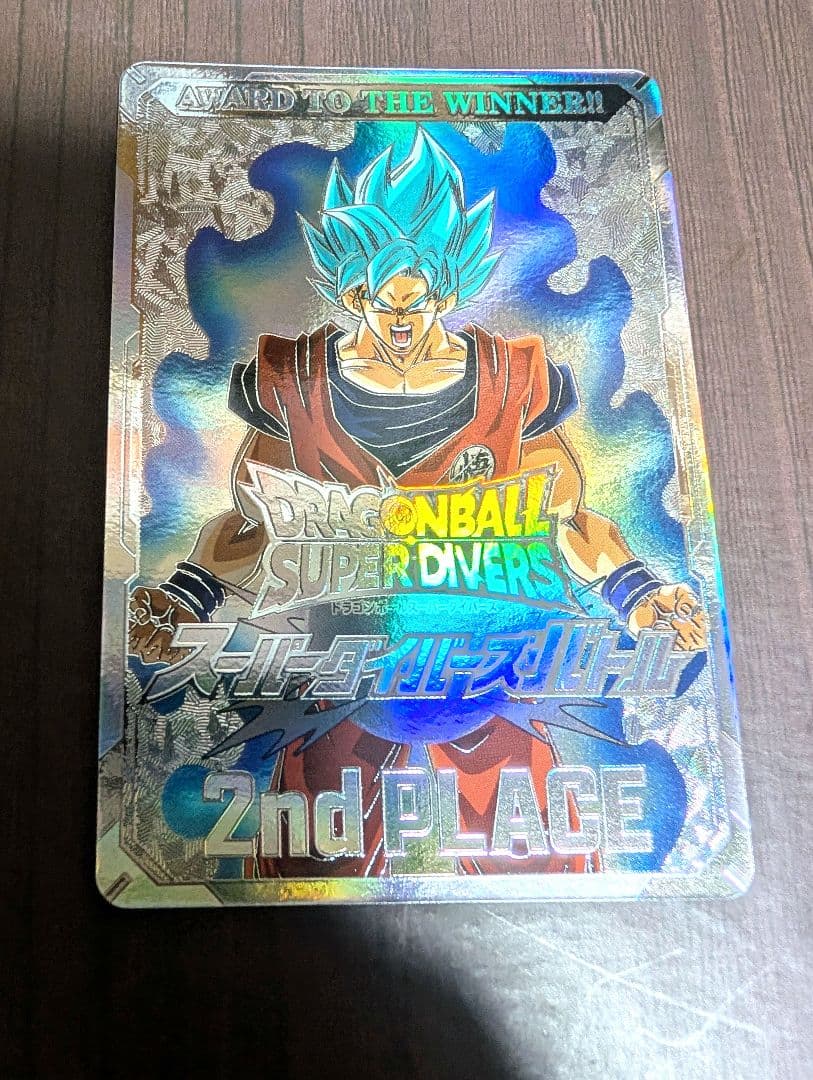 AWARD TO THE WINNER!!
悟
DRAGONBALL
SUPER DIVERS
ドラゴンボールスーパーダイバーズ
スーパーダイバーズバトル
2nd PLACE